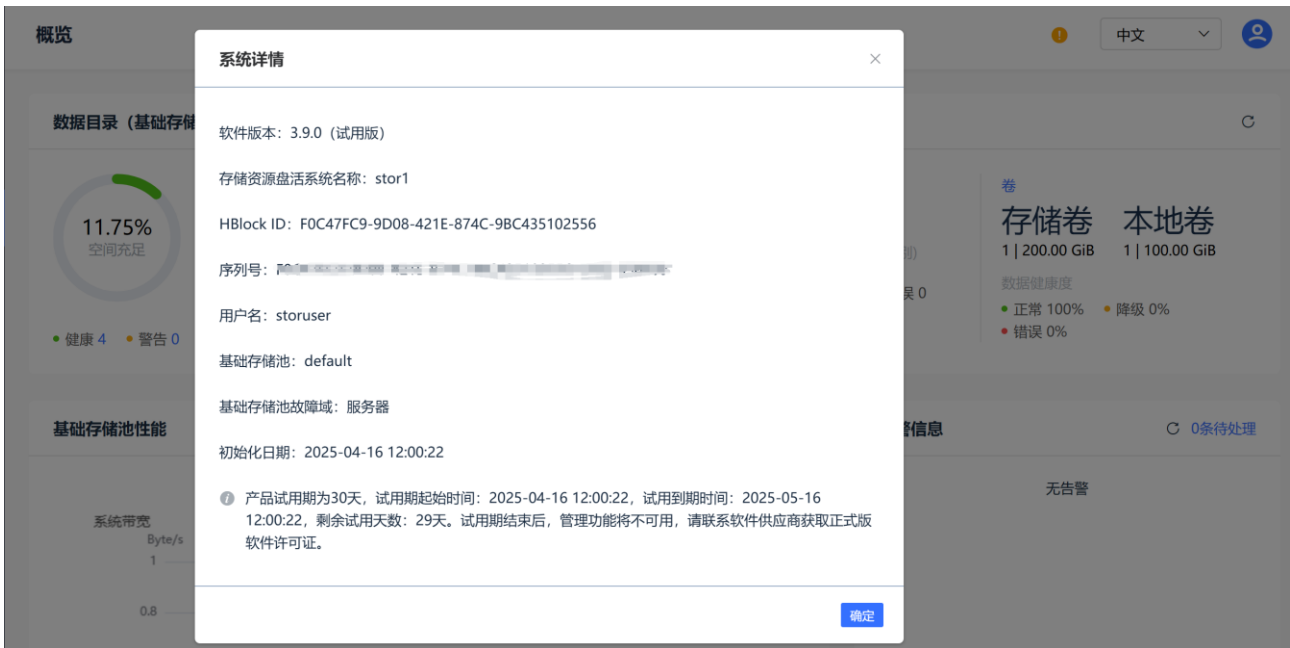 概览
中文
系统详情
数据目录（基础存储
软件版本：3.9.0（试用版）
存储资源盘活系统名称：stor1
HBlock ID：F0C47FC9-9D08-421E-874C-9BC435102556
序列号：
用户名：storuser
基础存储池：default
基础存储池故障域：服务器
初始化日期：2025-04-16 12:00:22
产品试用期为30天，试用期起始时间：2025-04-16 12:00:22，试用到期时间：2025-05-16
12:00:22，剩余试用天数：29天。试用期结束后，管理功能将不可用，请联系软件供应商获取正式版
软件许可证。
确定
11.75%
空间充足
健康 4 警告 0
卷
存储卷 本地卷
1 | 200.00 GiB 1 | 100.00 GiB
数据健康度
误 0
正常 100% 降级 0%
错误 0%
基础存储池性能
警信息
0条待处理
无告警
系统带宽
Byte/s
1
0.8